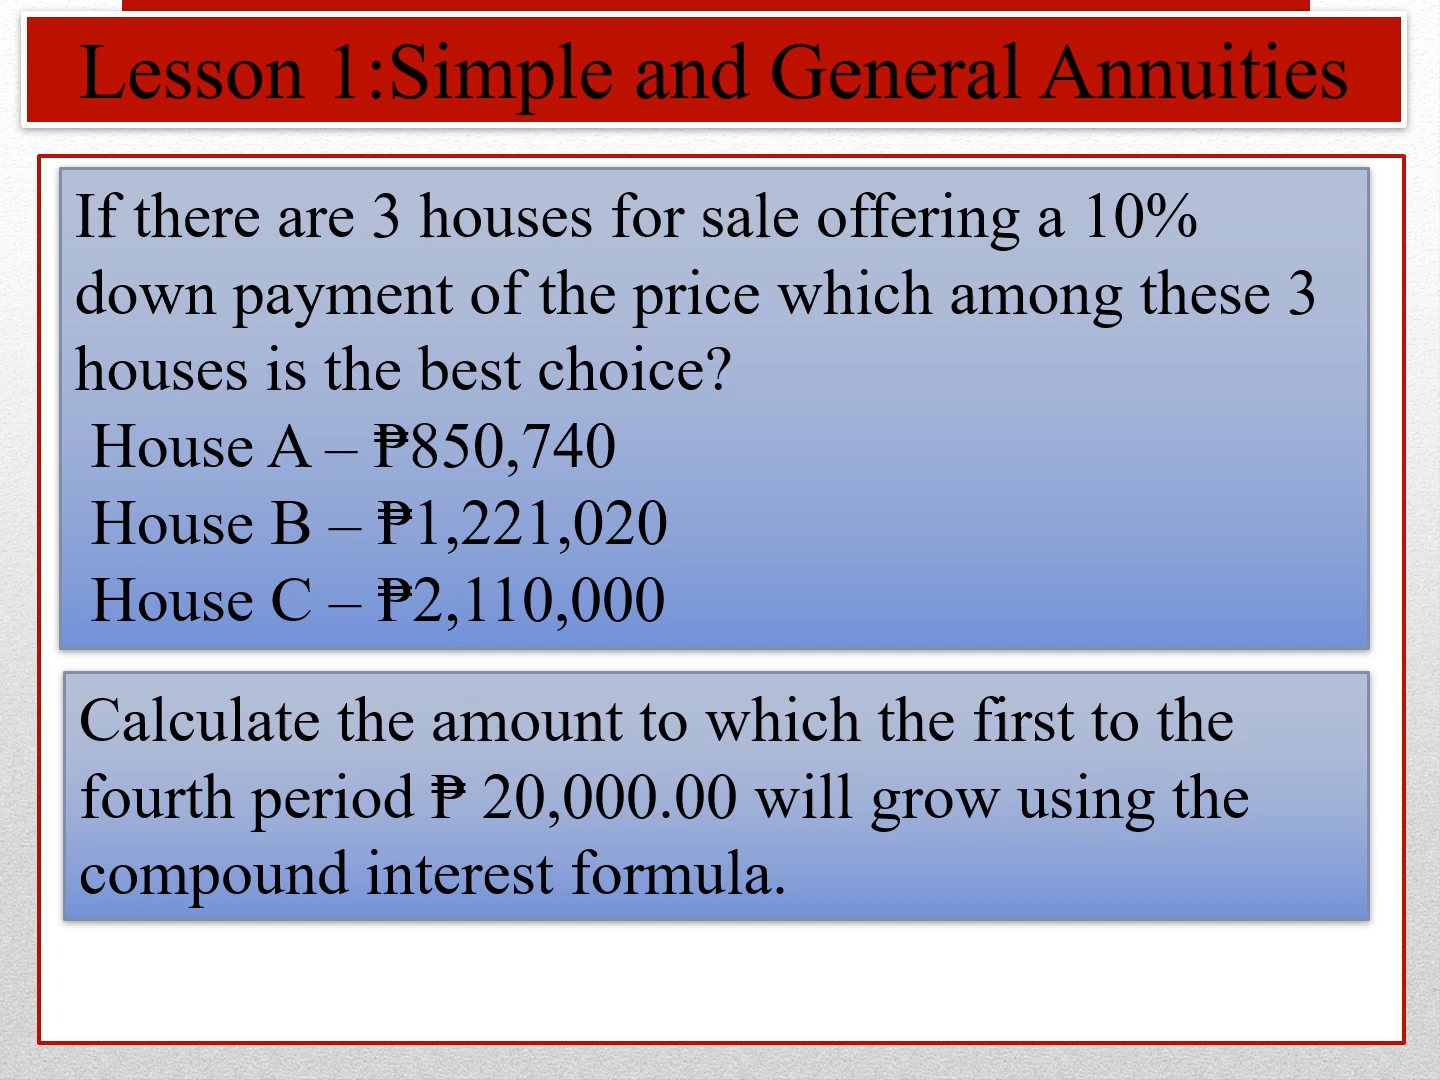 Lesson 1:Simple and General Annuities
If there are 3 houses for sale offering a 10%
down payment of the price which among these 3
houses is the best choice?
House A – ₱850,740
House B – ₱1,221,020
House C – ₱2,110,000
Calculate the amount to which the first to the
fourth period ₱ 20,000.00 will grow using the
compound interest formula.